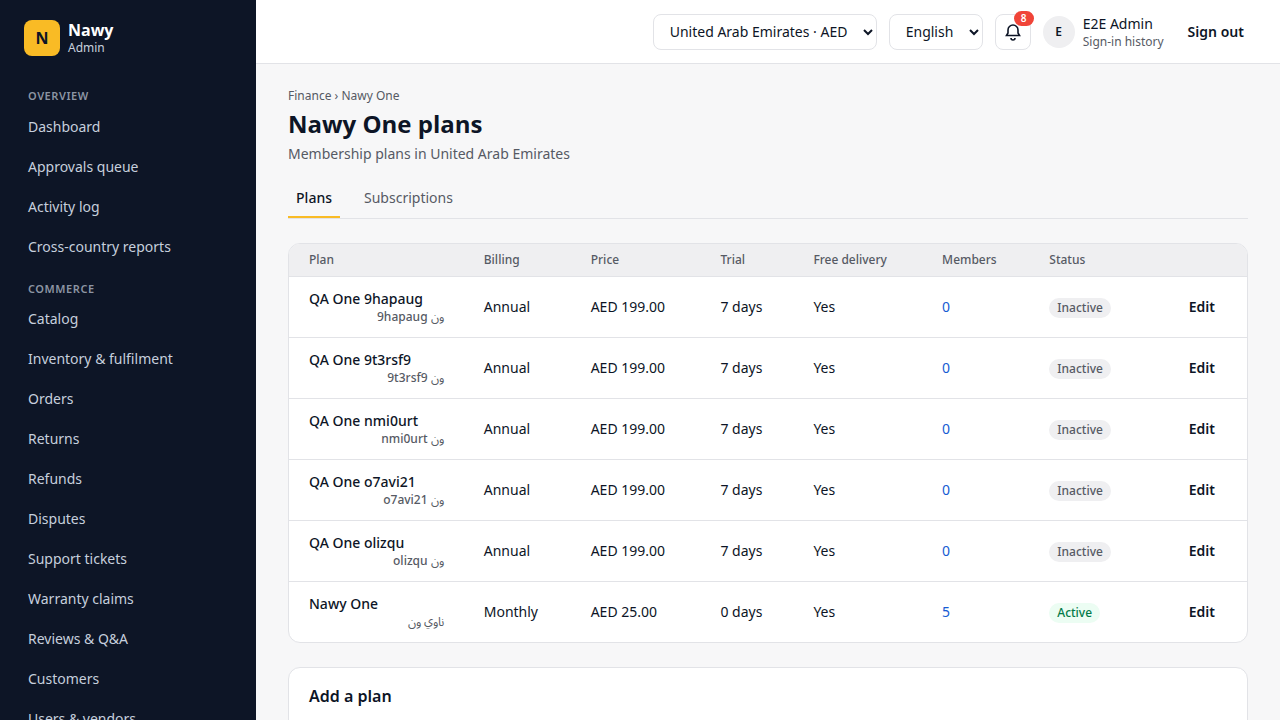 N
Nawy
Admin
OVERVIEW
Dashboard
Approvals queue
Activity log
Cross-country reports
COMMERCE
Catalog
Inventory & fulfilment
Orders
Returns
Refunds
Disputes
Support tickets
Warranty claims
Reviews & Q&A
Customers
Users & vendors
United Arab Emirates · AED
English
8
E
E2E Admin
Sign-in history
Sign out
Finance › Nawy One
Nawy One plans
Membership plans in United Arab Emirates
Plans Subscriptions
Plan Billing Price Trial Free delivery Members Status
QA One 9hapaug
ون 9hapaug
Annual AED 199.00 7 days Yes 0 Inactive Edit
QA One 9t3rsf9
ون 9t3rsf9
Annual AED 199.00 7 days Yes 0 Inactive Edit
QA One nmi0urt
ون nmi0urt
Annual AED 199.00 7 days Yes 0 Inactive Edit
QA One o7avi21
ون o7avi21
Annual AED 199.00 7 days Yes 0 Inactive Edit
QA One olizqu
ون olizqu
Annual AED 199.00 7 days Yes 0 Inactive Edit
Nawy One
ناوي ون
Monthly AED 25.00 0 days Yes 5 Active Edit
Add a plan